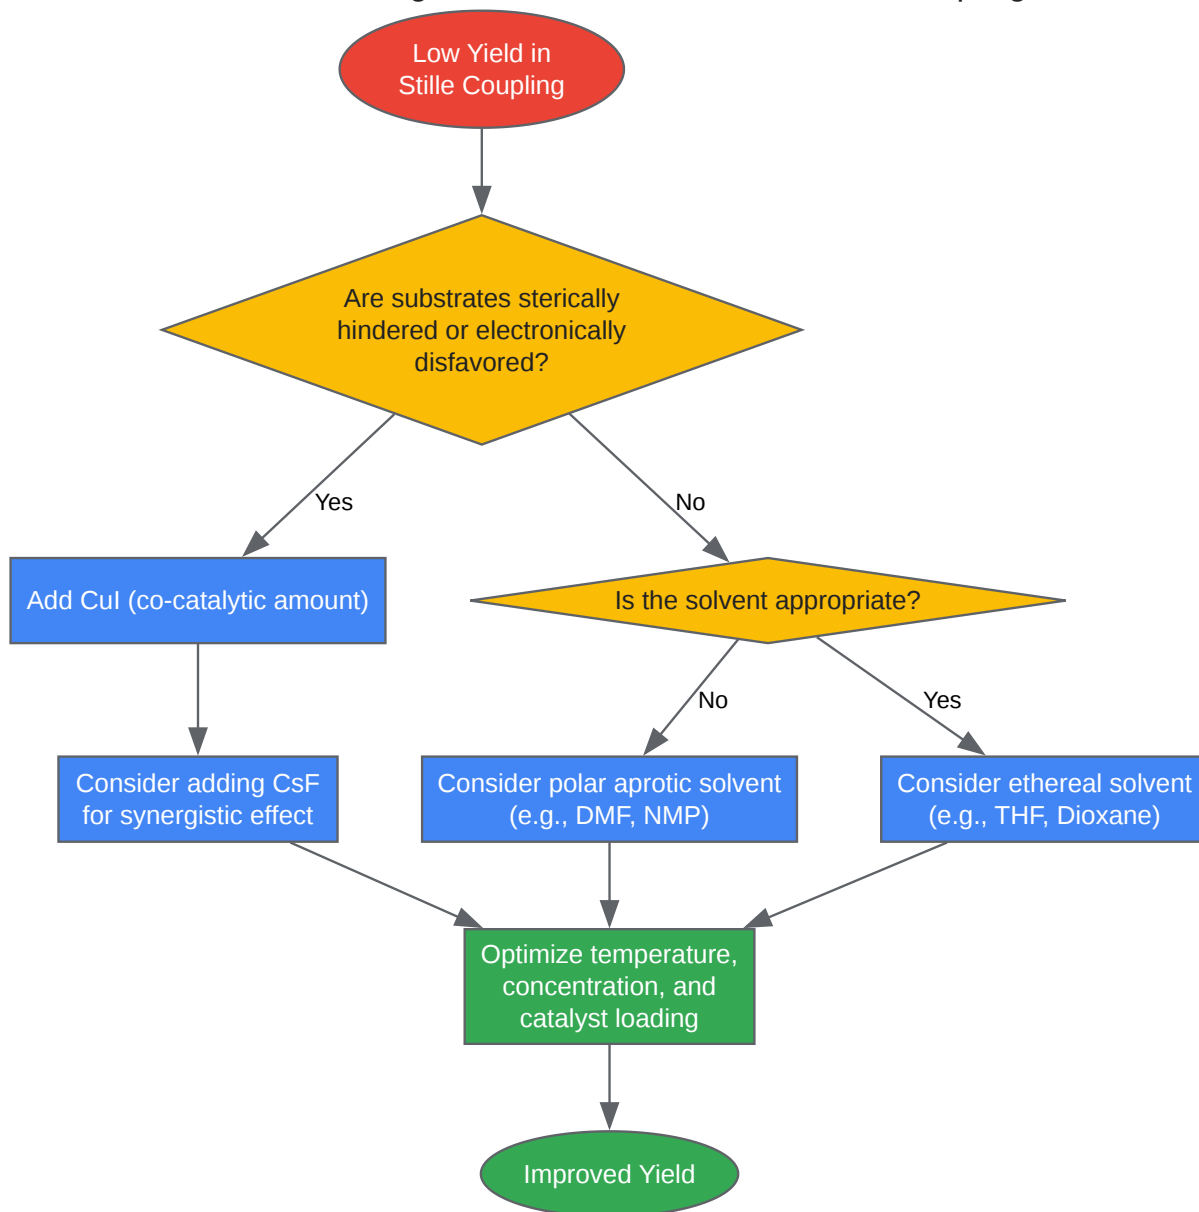 Low Yield in
Stille Coupling
Are substrates sterically
hindered or electronically
disfavored?
Yes
No
Add CuI (co-catalytic amount)
Is the solvent appropriate?
No
Yes
Consider adding CsF
for synergistic effect
Consider polar aprotic solvent
(e.g., DMF, NMP)
Consider ethereal solvent
(e.g., THF, Dioxane)
Optimize temperature,
concentration, and
catalyst loading
Improved Yield